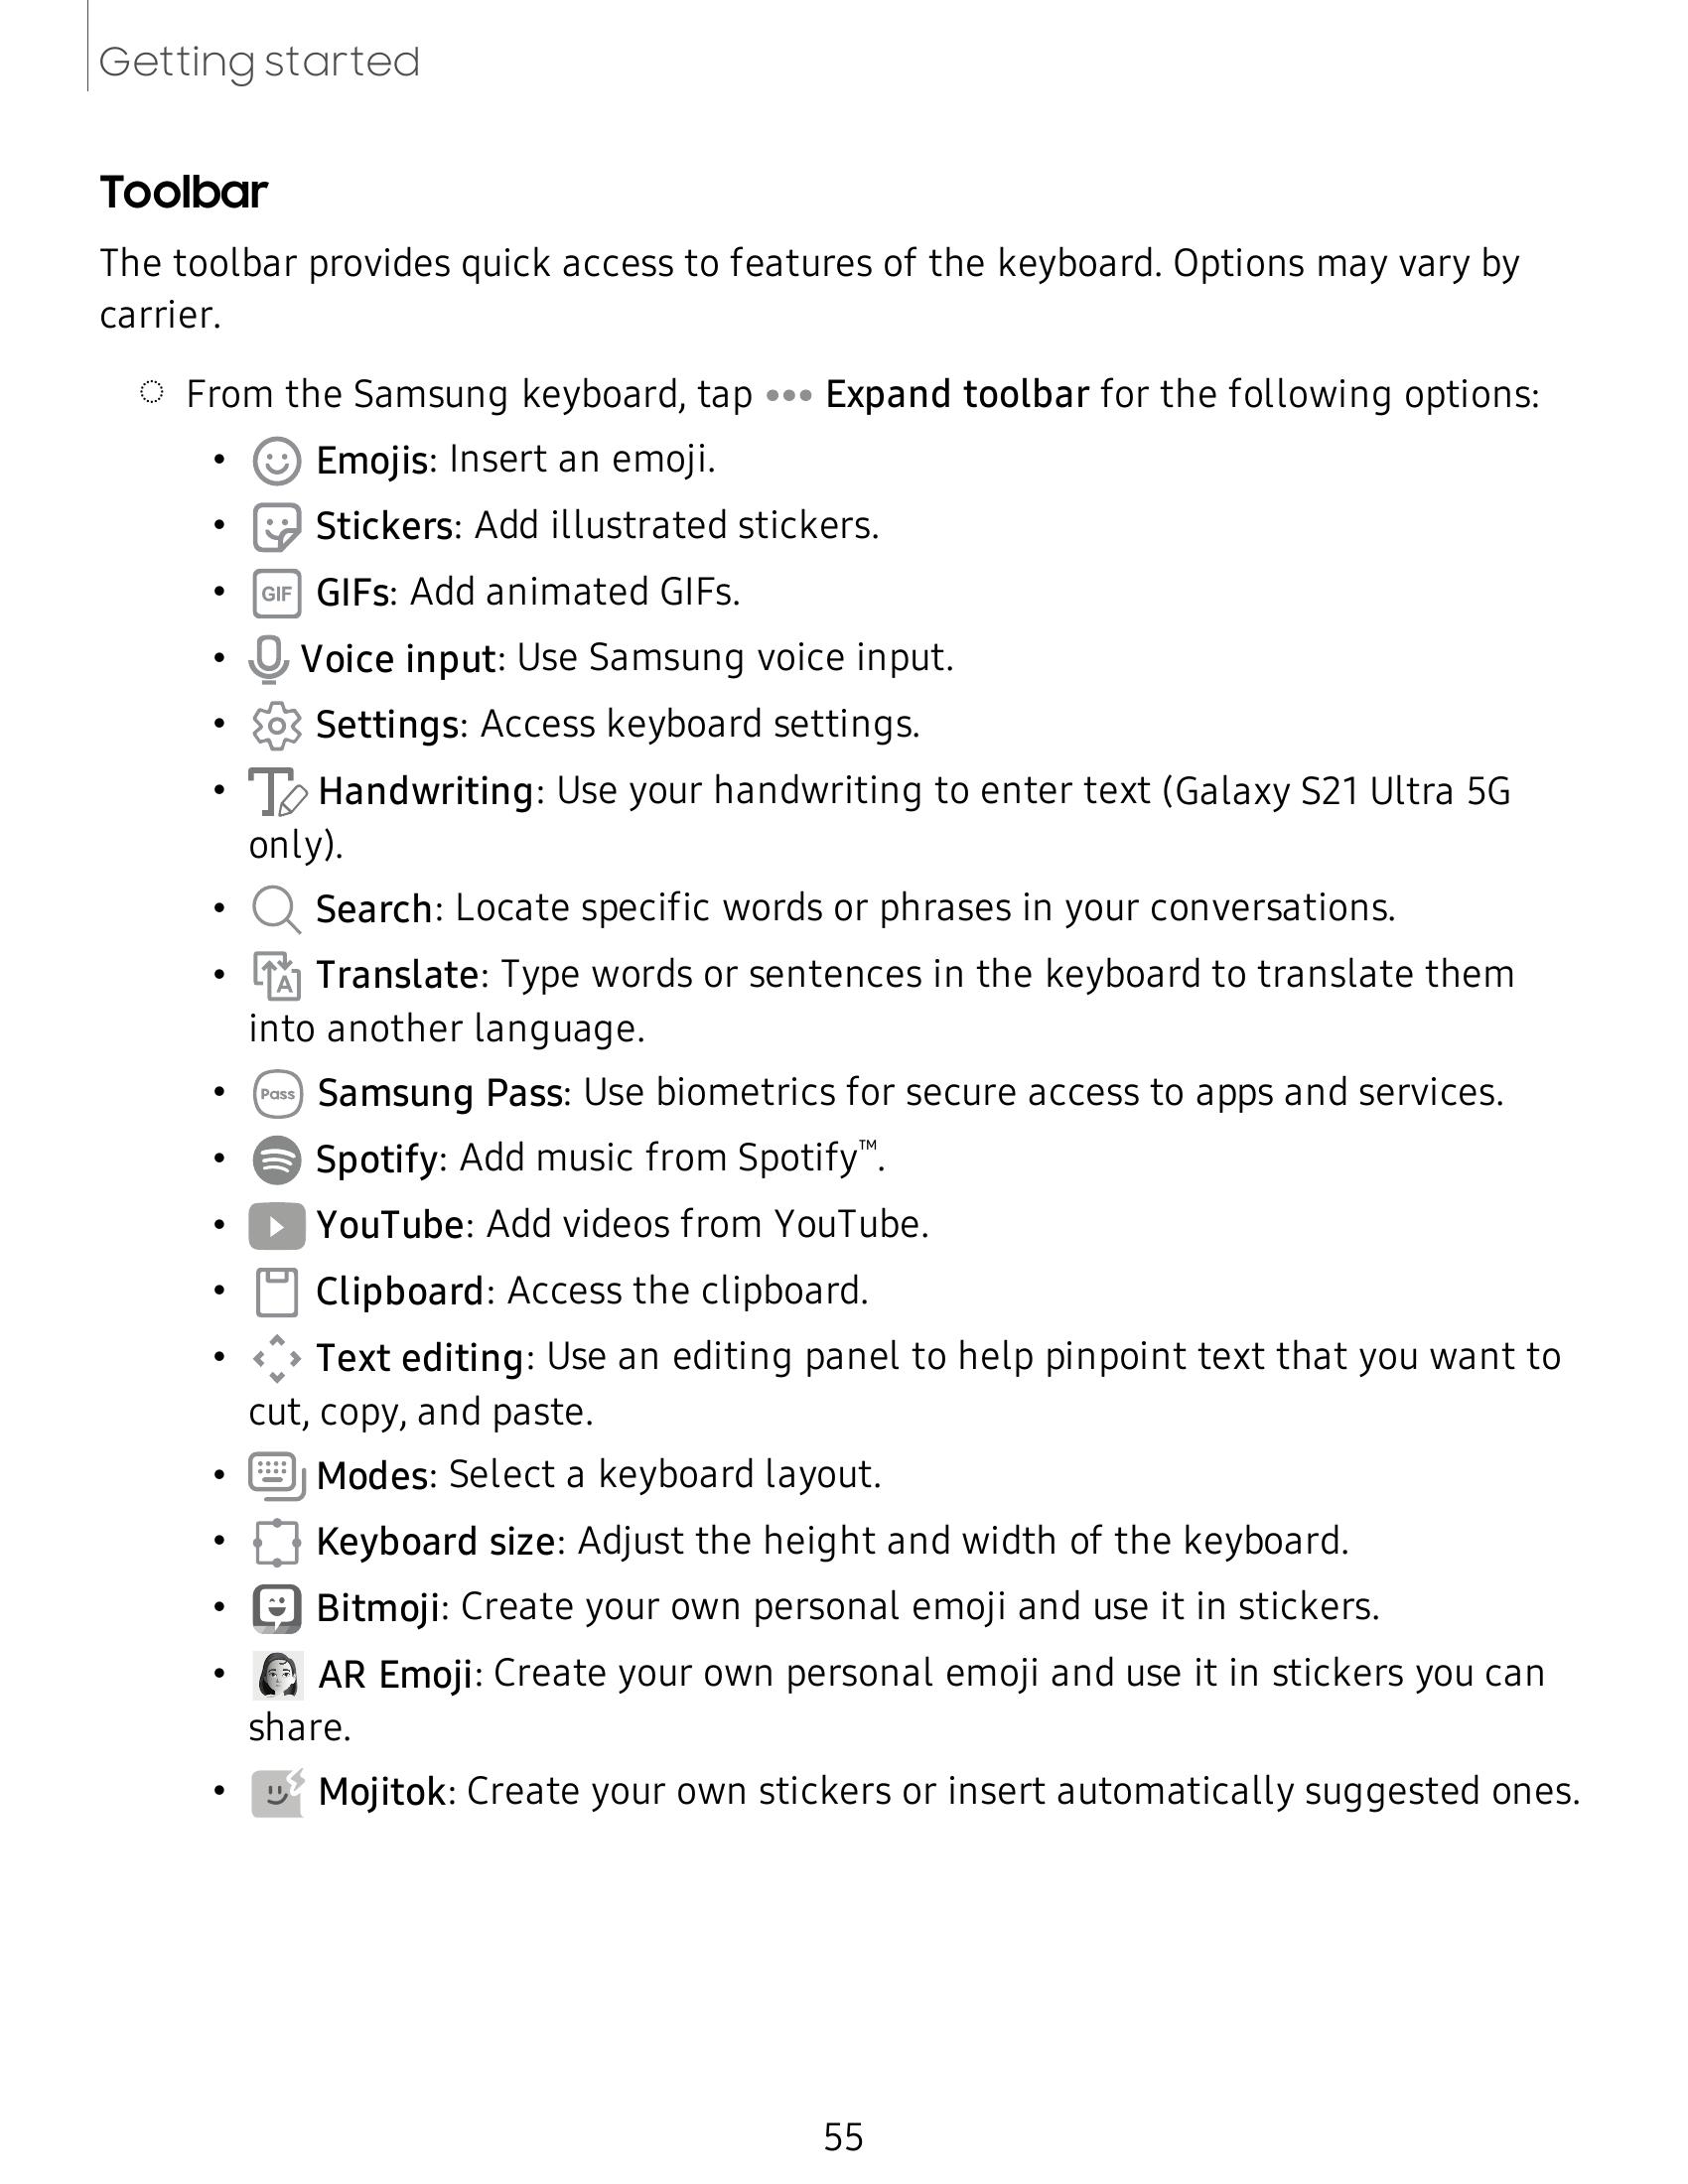 Getting started
Toolbar
The toolbar provides quick access to features of the keyboard. Options may vary by
carrier.
From the Samsung keyboard, tap ••• Expand toolbar for the following options:
• Emojis: Insert an emoji.
• Stickers: Add illustrated stickers.
• GIF GIFs: Add animated GIFs.
• Voice input: Use Samsung voice input.
• Settings: Access keyboard settings.
• Handwriting: Use your handwriting to enter text (Galaxy S21 Ultra 5G
only).
• Search: Locate specific words or phrases in your conversations.
• Translate: Type words or sentences in the keyboard to translate them
into another language.
• Pass Samsung Pass: Use biometrics for secure access to apps and services.
• Spotify: Add music from Spotify™.
• YouTube: Add videos from YouTube.
• Clipboard: Access the clipboard.
• Text editing: Use an editing panel to help pinpoint text that you want to
cut, copy, and paste.
• Modes: Select a keyboard layout.
• Keyboard size: Adjust the height and width of the keyboard.
• Bitmoji: Create your own personal emoji and use it in stickers.
• AR Emoji: Create your own personal emoji and use it in stickers you can
share.
• Mojitok: Create your own stickers or insert automatically suggested ones.
55